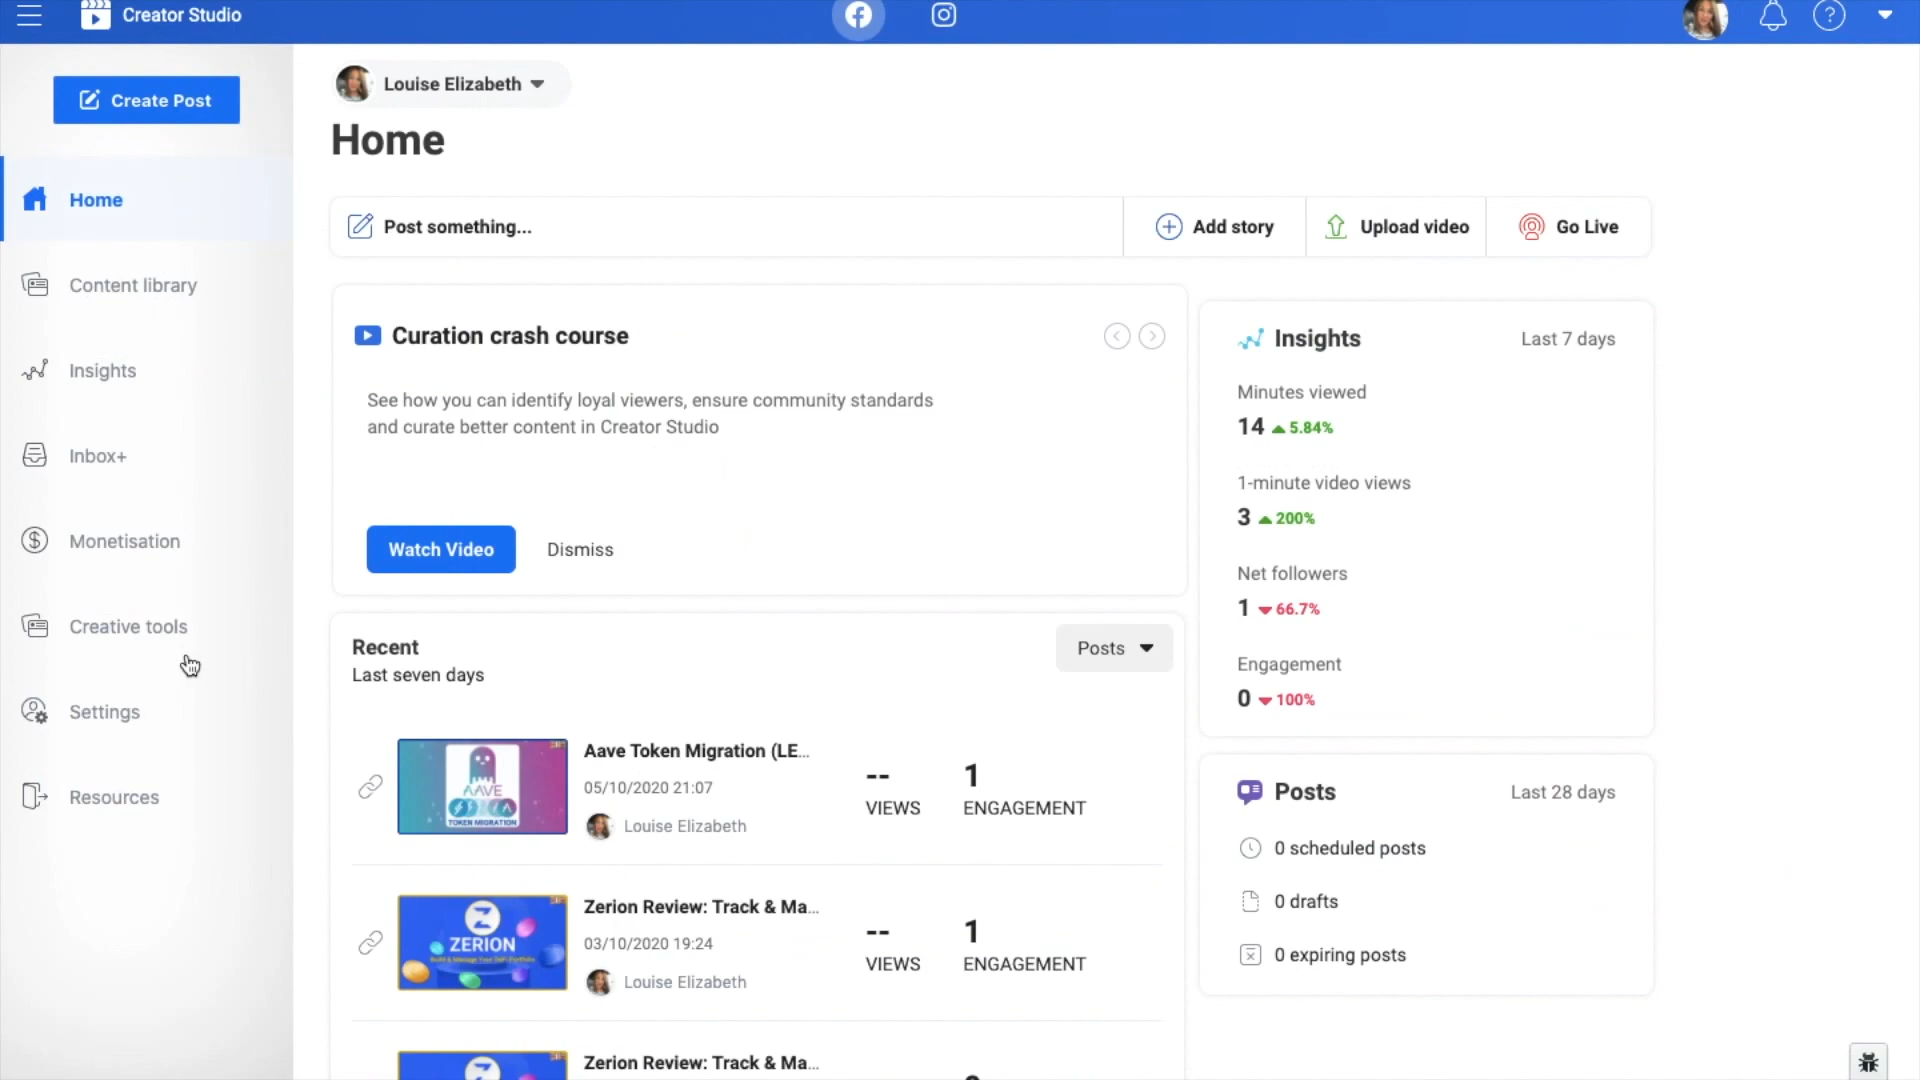 Creator Studio
Create Post
Home
Content library
Insights
Inbox+
Monetisation
Creative tools
Settings
Resources
Louise Elizabeth
Home
Post something...
Add story
Upload video
Go Live
Curation crash course
See how you can identify loyal viewers, ensure community standards
and curate better content in Creator Studio
Watch Video
Dismiss
Recent
Last seven days
Posts
AAVE
TOKEN MIGRATION
Aave Token Migration (LE...
05/10/2020 21:07
Louise Elizabeth
--
VIEWS
1
ENGAGEMENT
ZERION
Zerion Review: Track & Ma...
03/10/2020 19:24
Louise Elizabeth
--
VIEWS
1
ENGAGEMENT
Zerion Review: Track & Ma...
Insights
Last 7 days
Minutes viewed
14 5.84%
1-minute video views
3 200%
Net followers
1 66.7%
Engagement
0 100%
Posts
Last 28 days
0 scheduled posts
0 drafts
0 expiring posts